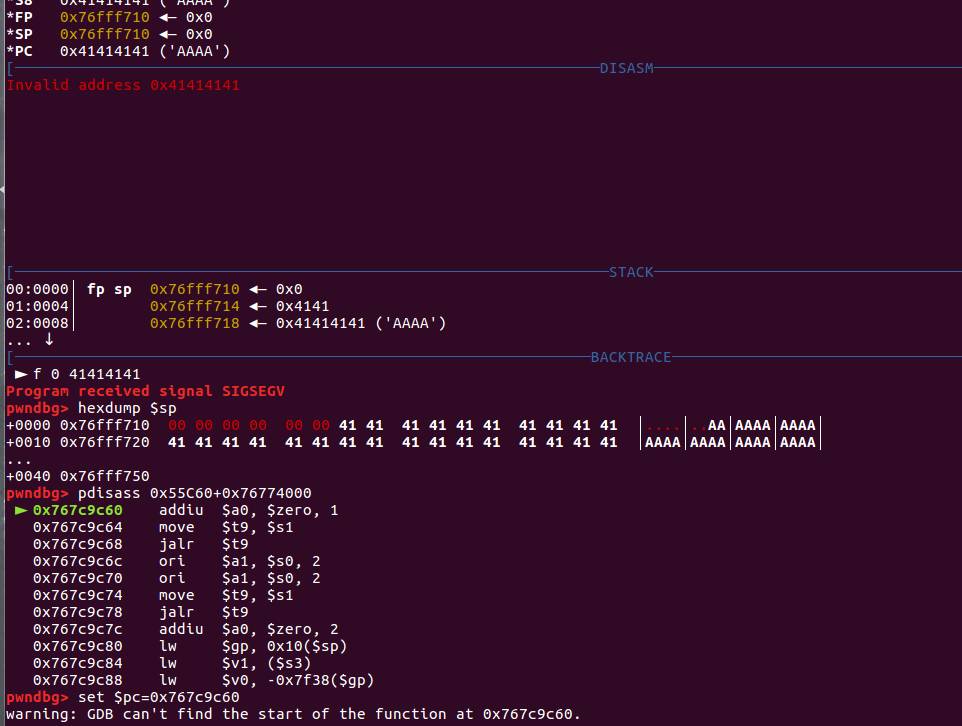 *S8   0x41414141 ('AAAA')
*FP   0x76fff710 ◂— 0x0
*SP   0x76fff710 ◂— 0x0
*PC   0x41414141 ('AAAA')
[────DISASM────
Invalid address 0x41414141
[────STACK────
00:0000│ fp sp  0x76fff710 ◂— 0x0
01:0004│        0x76fff714 ◂— 0x4141
02:0008│        0x76fff718 ◂— 0x41414141 ('AAAA')
... ↓
[────BACKTRACE────
 ► f 0 41414141
Program received signal SIGSEGV
pwndbg> hexdump $sp
+0000 0x76fff710  00 00 00 00  00 00 41 41  41 41 41 41  41 41 41 41  │....│..AA│AAAA│AAAA│
+0010 0x76fff720  41 41 41 41  41 41 41 41  41 41 41 41  41 41 41 41  │AAAA│AAAA│AAAA│AAAA│
...
+0040 0x76fff750
pwndbg> pdisass 0x55C60+0x76774000
 ► 0x767c9c60    addiu  $a0, $zero, 1
   0x767c9c64    move   $t9, $s1
   0x767c9c68    jalr   $t9
   0x767c9c6c    ori    $a1, $s0, 2
   0x767c9c70    ori    $a1, $s0, 2
   0x767c9c74    move   $t9, $s1
   0x767c9c78    jalr   $t9
   0x767c9c7c    addiu  $a0, $zero, 2
   0x767c9c80    lw     $gp, 0x10($sp)
   0x767c9c84    lw     $v1, ($s3)
   0x767c9c88    lw     $v0, -0x7f38($gp)
pwndbg> set $pc=0x767c9c60
warning: GDB can't find the start of the function at 0x767c9c60.